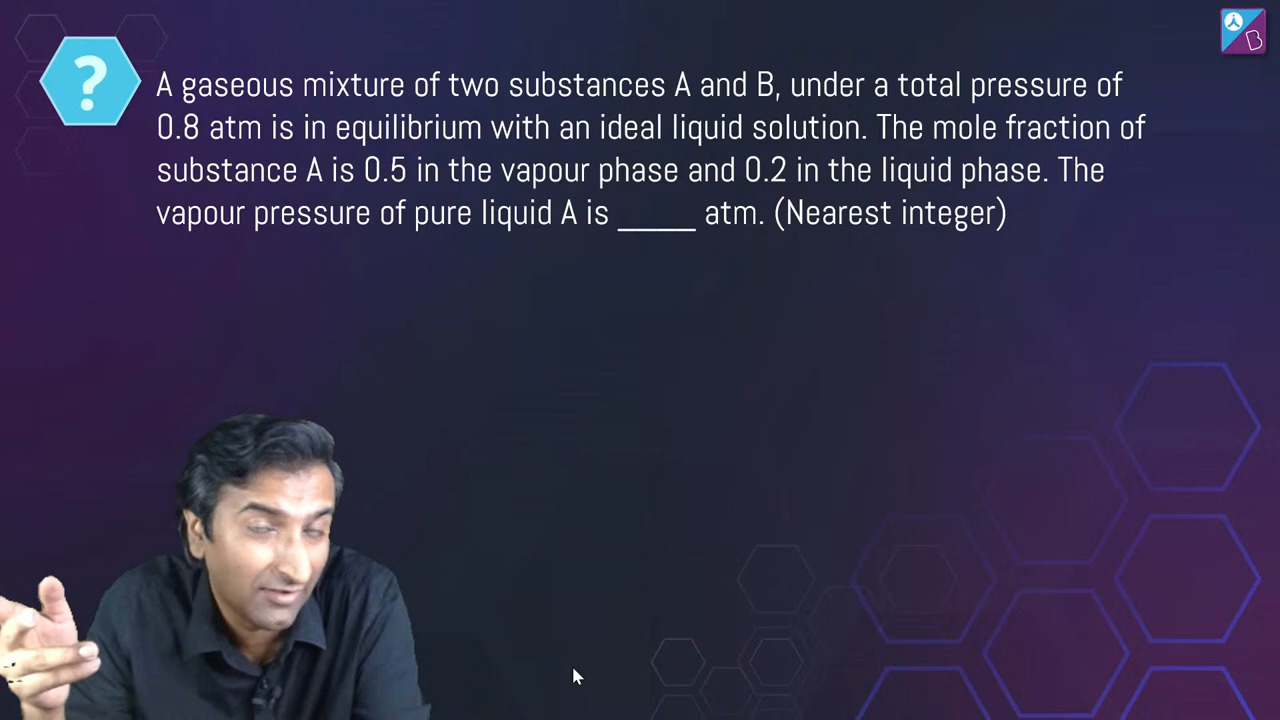 ?
A gaseous mixture of two substances A and B, under a total pressure of
0.8 atm is in equilibrium with an ideal liquid solution. The mole fraction of
substance A is 0.5 in the vapour phase and 0.2 in the liquid phase. The
vapour pressure of pure liquid A is _____ atm. (Nearest integer)
B